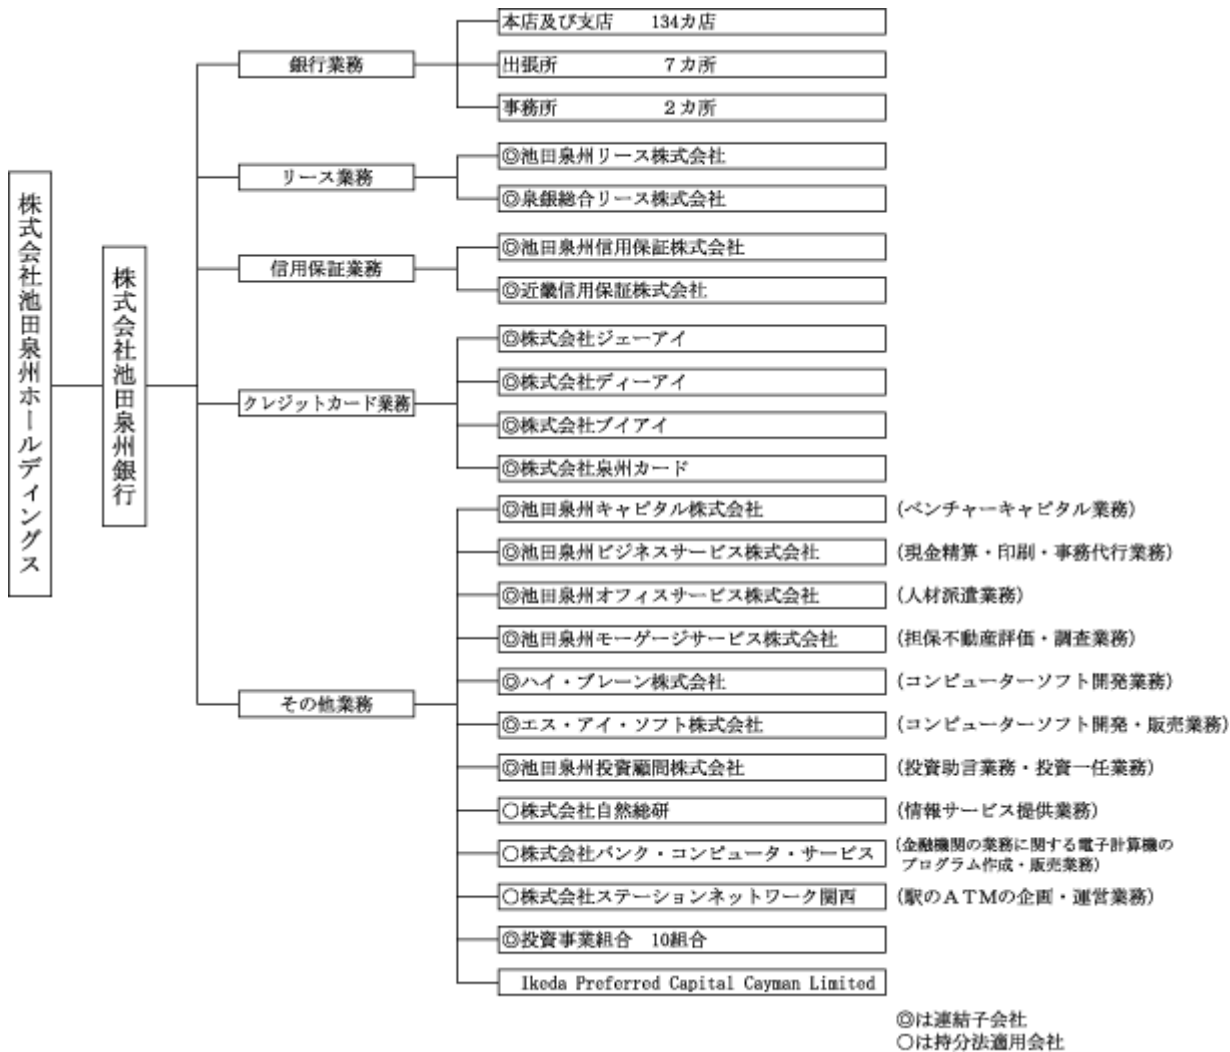 株式会社池田泉州ホールディングス
株式会社池田泉州銀行
銀行業務
本店及び支店 134カ店
出張所 7カ所
事務所 2カ所
リース業務
◎池田泉州リース株式会社
◎泉銀総合リース株式会社
信用保証業務
◎池田泉州信用保証株式会社
◎近畿信用保証株式会社
クレジットカード業務
◎株式会社ジェーアイ
◎株式会社ディーアイ
◎株式会社ブイアイ
◎株式会社泉州カード
その他業務
◎池田泉州キャピタル株式会社 (ベンチャーキャピタル業務)
◎池田泉州ビジネスサービス株式会社 (現金精算・印刷・事務代行業務)
◎池田泉州オフィスサービス株式会社 (人材派遣業務)
◎池田泉州モーゲージサービス株式会社 (担保不動産評価・調査業務)
◎ハイ・ブレーン株式会社 (コンピューターソフト開発業務)
◎エス・アイ・ソフト株式会社 (コンピューターソフト開発・販売業務)
◎池田泉州投資顧問株式会社 (投資助言業務・投資一任業務)
○株式会社自然総研 (情報サービス提供業務)
○株式会社バンク・コンピュータ・サービス (金融機関の業務に関する電子計算機の
プログラム作成・販売業務)
○株式会社ステーションネットワーク関西 (駅のATMの企画・運営業務)
◎投資事業組合 10組合
Ikeda Preferred Capital Cayman Limited
◎は連結子会社
○は持分法適用会社